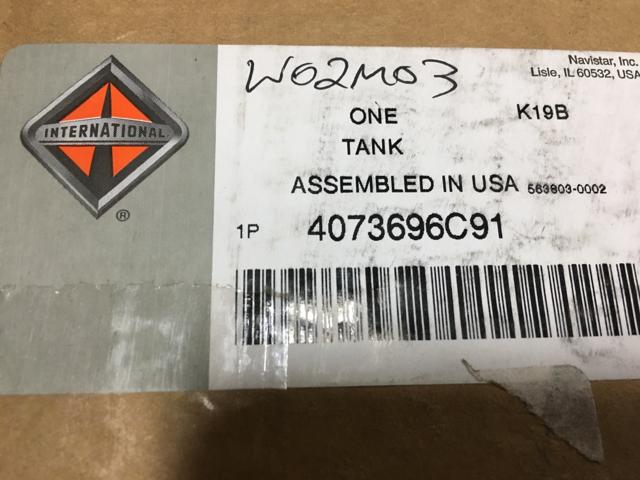 INTERNATIONAL
®
W02M03
Navistar, Inc.
Lisle, IL 60532, USA
ONE K19B
TANK
ASSEMBLED IN USA 563803-0002
1P 4073696C91